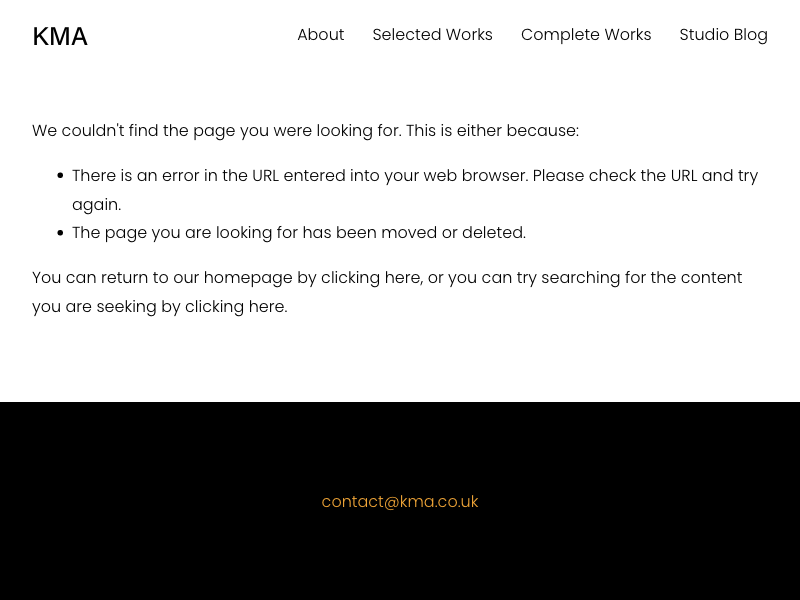 KMA
About
Selected Works
Complete Works
Studio Blog
We couldn't find the page you were looking for. This is either because:
There is an error in the URL entered into your web browser. Please check the URL and try
again.
The page you are looking for has been moved or deleted.
You can return to our homepage by clicking here, or you can try searching for the content
you are seeking by clicking here.
contact@kma.co.uk